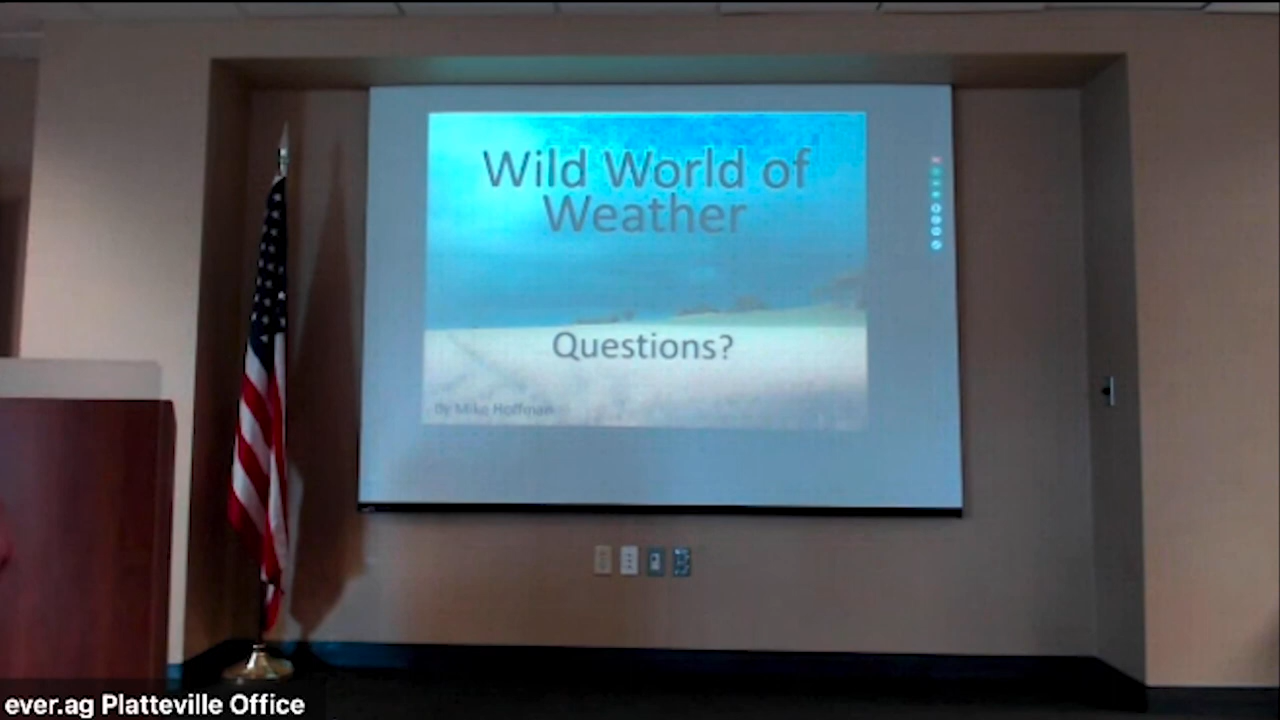 Wild World of
Weather
Questions?
By Mike Hoffman
ever.ag Platteville Office